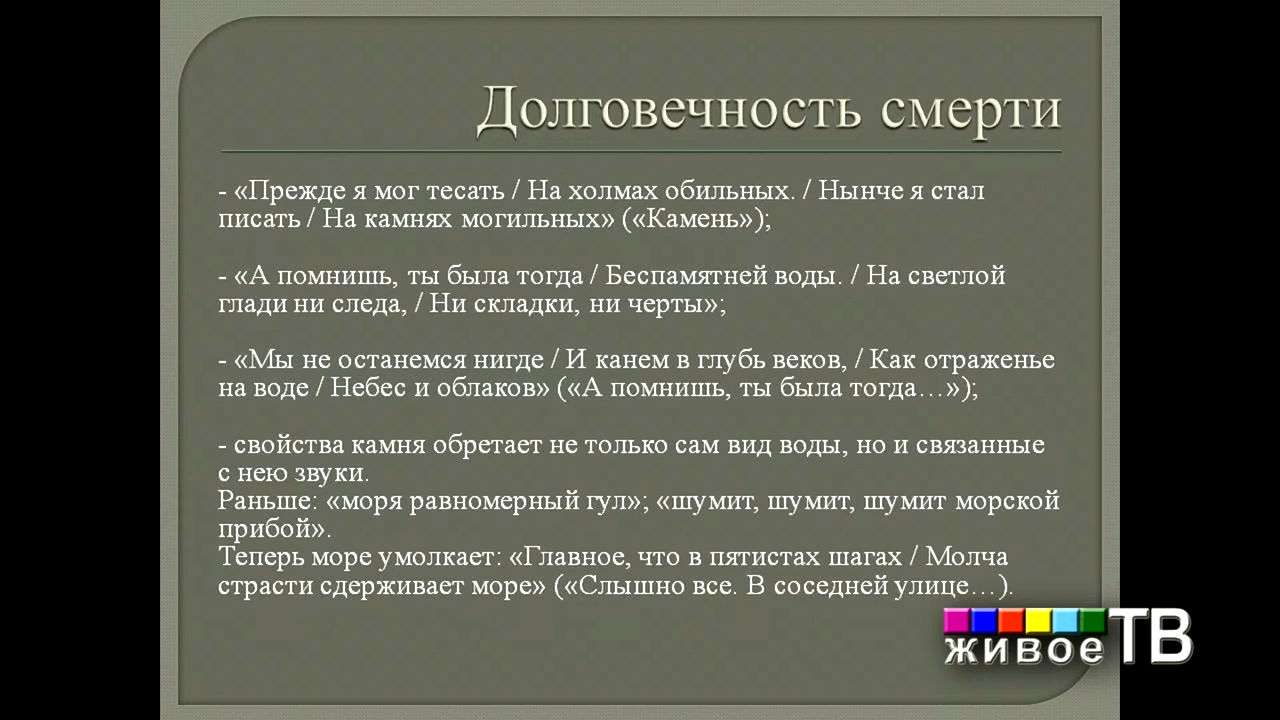 Долговечность смерти
- «Прежде я мог тесать / На холмах обильных. / Нынче я стал
писать / На камнях могильных» («Камень»);
- «А помнишь, ты была тогда / Беспамятней воды. / На светлой
глади ни следа, / Ни складки, ни черты»;
- «Мы не останемся нигде / И канем в глубь веков, / Как отраженье
на воде / Небес и облаков» («А помнишь, ты была тогда…»);
- свойства камня обретает не только сам вид воды, но и связанные
с нею звуки.
Раньше: «моря равномерный гул»; «шумит, шумит, шумит морской
прибой».
Теперь море умолкает: «Главное, что в пятистах шагах / Молча
страсти сдерживает море» («Слышно все. В соседней улице…).
живое ТВ